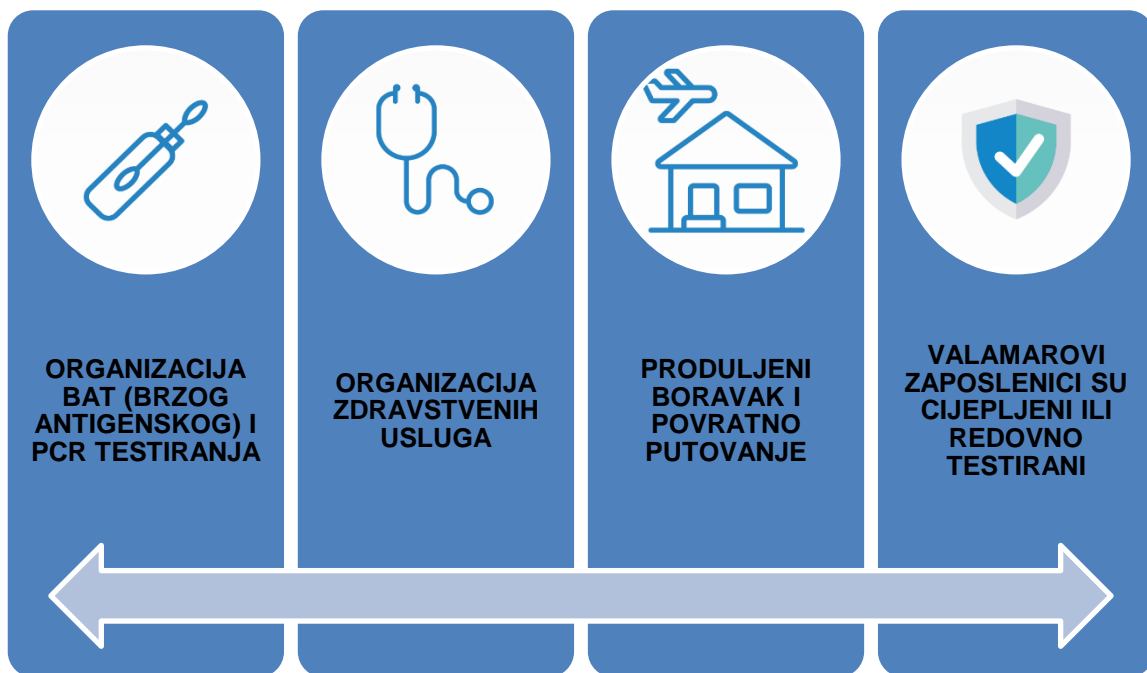 ORGANIZACIJA
BAT (BRZOG
ANTIGENSKOG) I
PCR TESTIRANJA
ORGANIZACIJA
ZDRAVSTVENIH
USLUGA
PRODULJENI
BORAVAK I
POVRATNO
PUTOVANJE
VALAMAROVI
ZAPOSLENICI SU
CIJEPLJENI ILI
REDOVNO
TESTIRANI